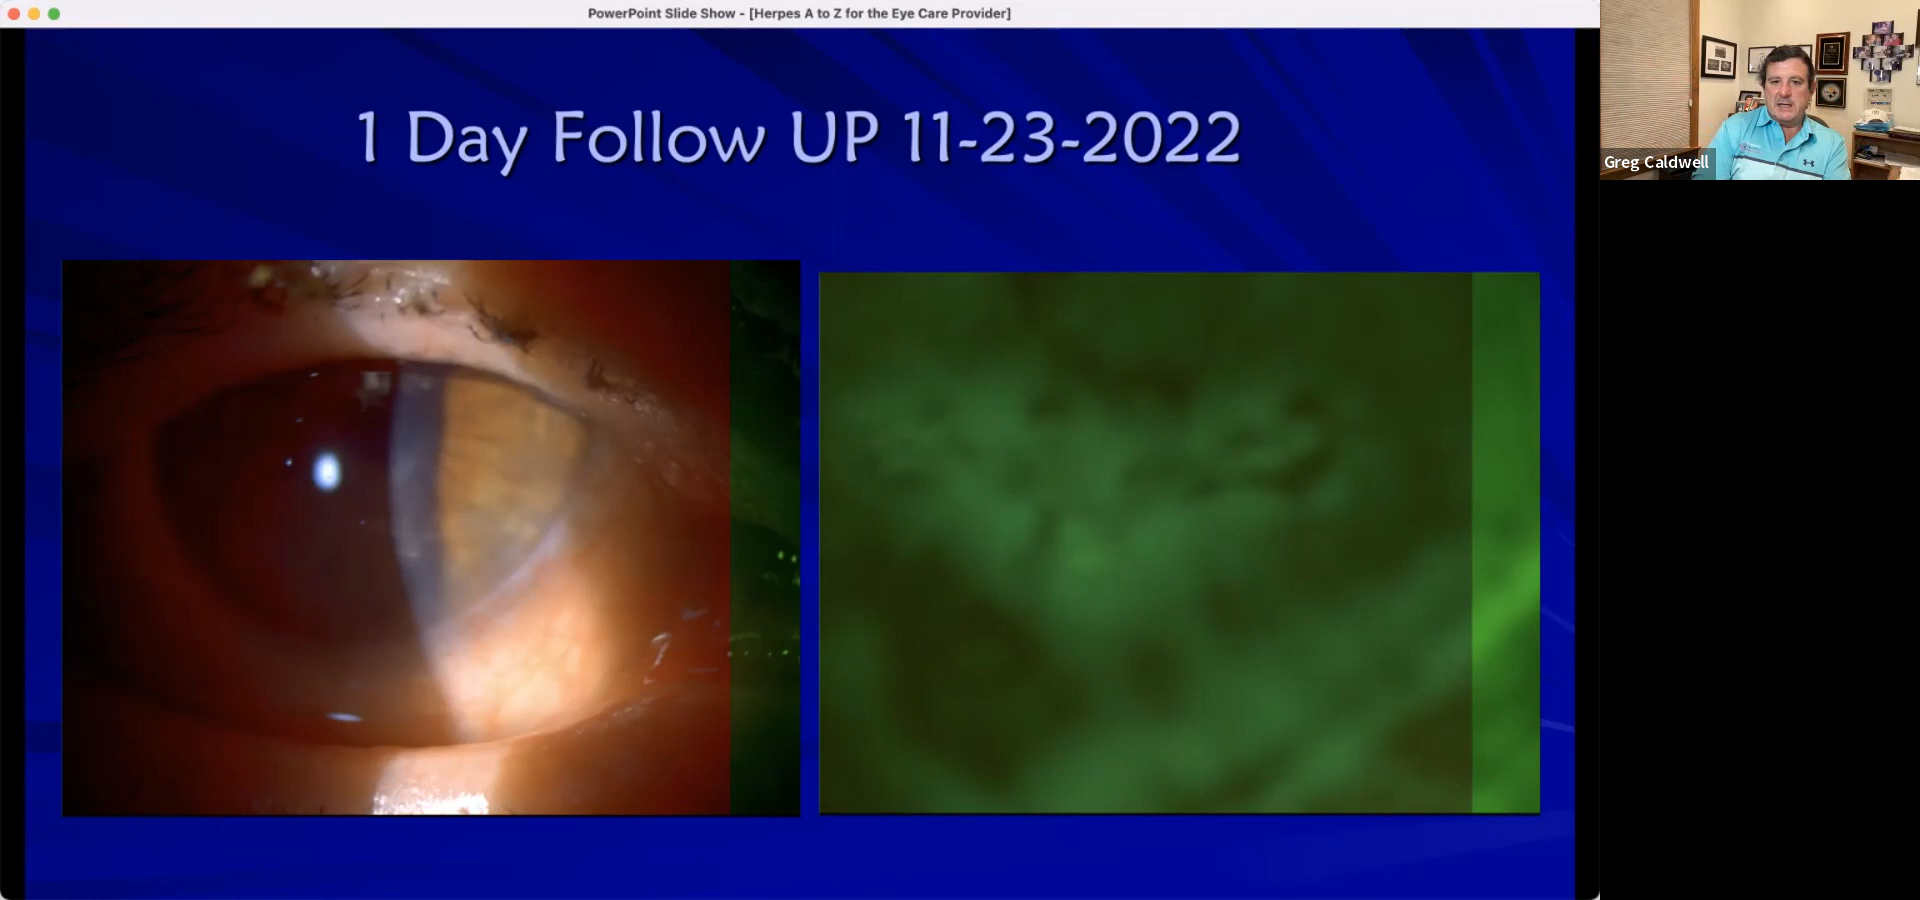 PowerPoint Slide Show - [Herpes A to Z for the Eye Care Provider]
1 Day Follow UP 11-23-2022
Greg Caldwell